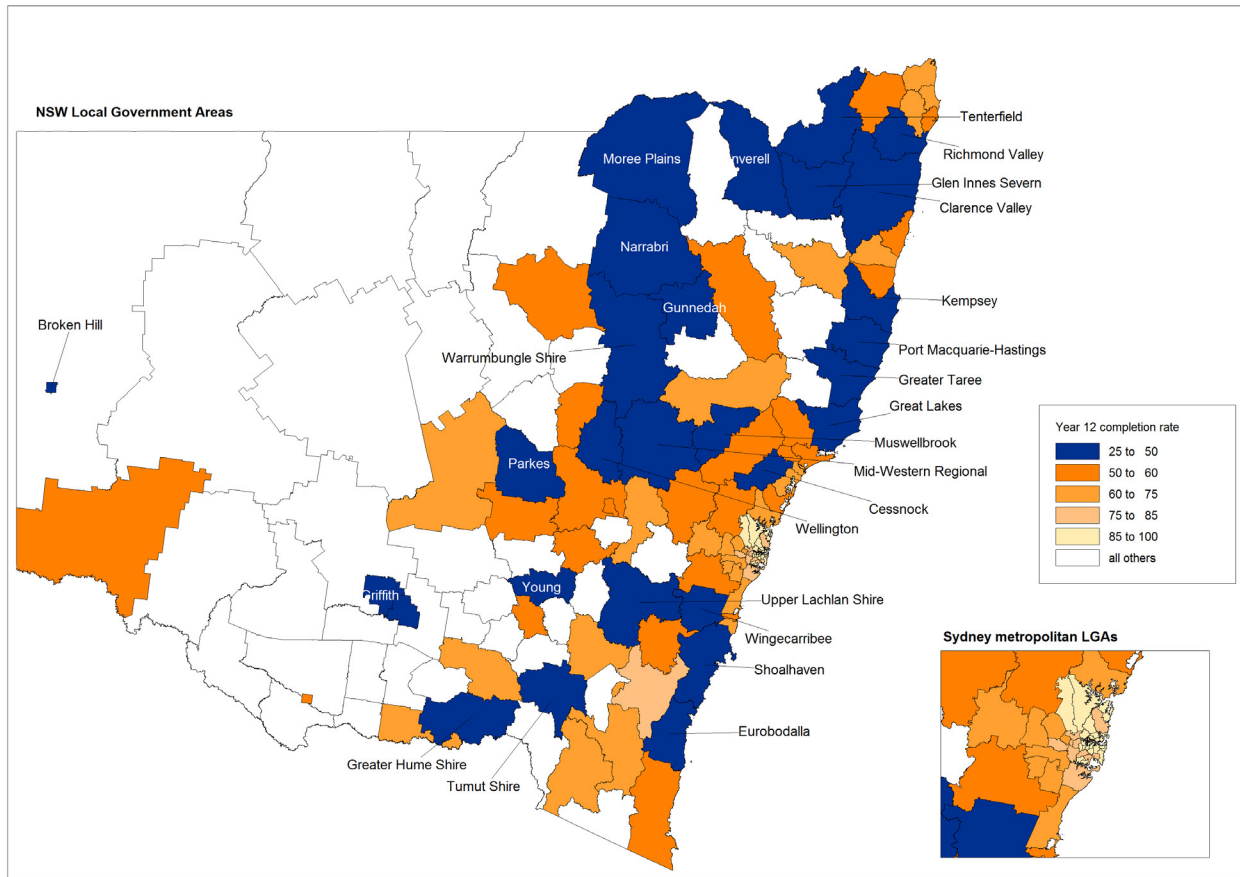 NSW Local Government Areas
Tenterfield
Richmond Valley
Moree Plains
nverell
Glen Innes Severn
Clarence Valley
Narrabri
Gunnedah
Kempsey
Broken Hill
Warrumbungle Shire
Port Macquarie-Hastings
Greater Taree
Great Lakes
Muswellbrook
Parkes
Mid-Western Regional
Cessnock
Wellington
Griffith
Young
Upper Lachlan Shire
Wingecarribee
Shoalhaven
Eurobodalla
Greater Hume Shire
Tumut Shire
Year 12 completion rate
25 to 50
50 to 60
60 to 75
75 to 85
85 to 100
all others
Sydney metropolitan LGAs